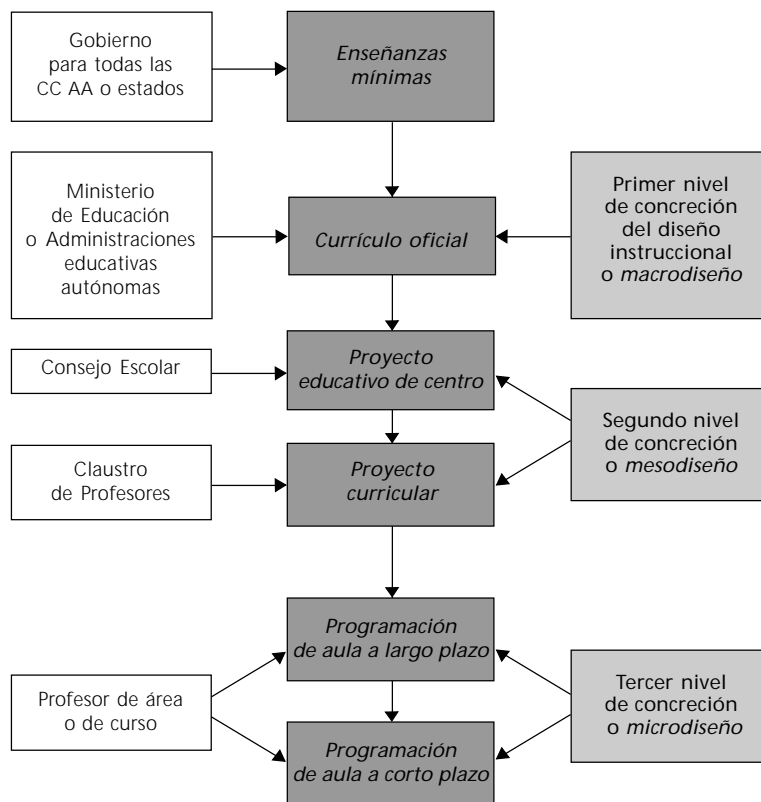 Gobierno
para todas las
CC AA o estados
Enseñanzas
mínimas
Ministerio
de Educación
o Administraciones
educativas
autónomas
Currículo oficial
Primer nivel
de concreción
del diseño
instruccional
o macrodiseño
Consejo Escolar
Proyecto
educativo de centro
Segundo nivel
de concreción
o mesodiseño
Claustro
de Profesores
Proyecto
curricular
Programación
de aula a largo plazo
Profesor de área
o de curso
Tercer nivel
de concreción
o microdiseño
Programación
de aula a corto plazo